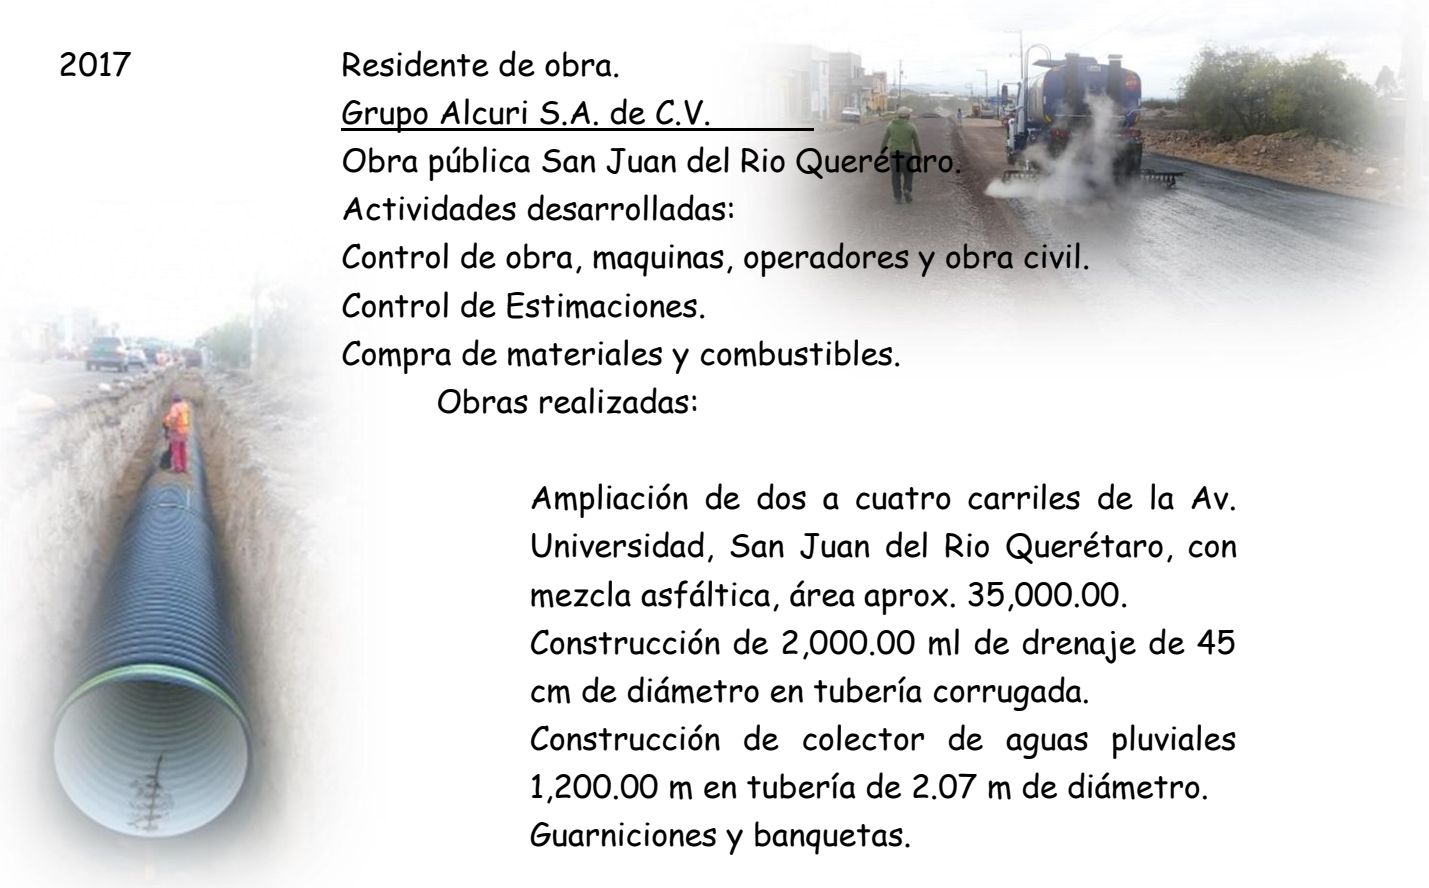 2017 Residente de obra.
Grupo Alcuri S.A. de C.V.
Obra pública San Juan del Rio Querétaro.
Actividades desarrolladas:
Control de obra, maquinas, operadores y obra civil.
Control de Estimaciones.
Compra de materiales y combustibles.
Obras realizadas:
Ampliación de dos a cuatro carriles de la Av.
Universidad, San Juan del Rio Querétaro, con
mezcla asfáltica, área aprox. 35,000.00.
Construcción de 2,000.00 ml de drenaje de 45
cm de diámetro en tubería corrugada.
Construcción de colector de aguas pluviales
1,200.00 m en tubería de 2.07 m de diámetro.
Guarniciones y banquetas.